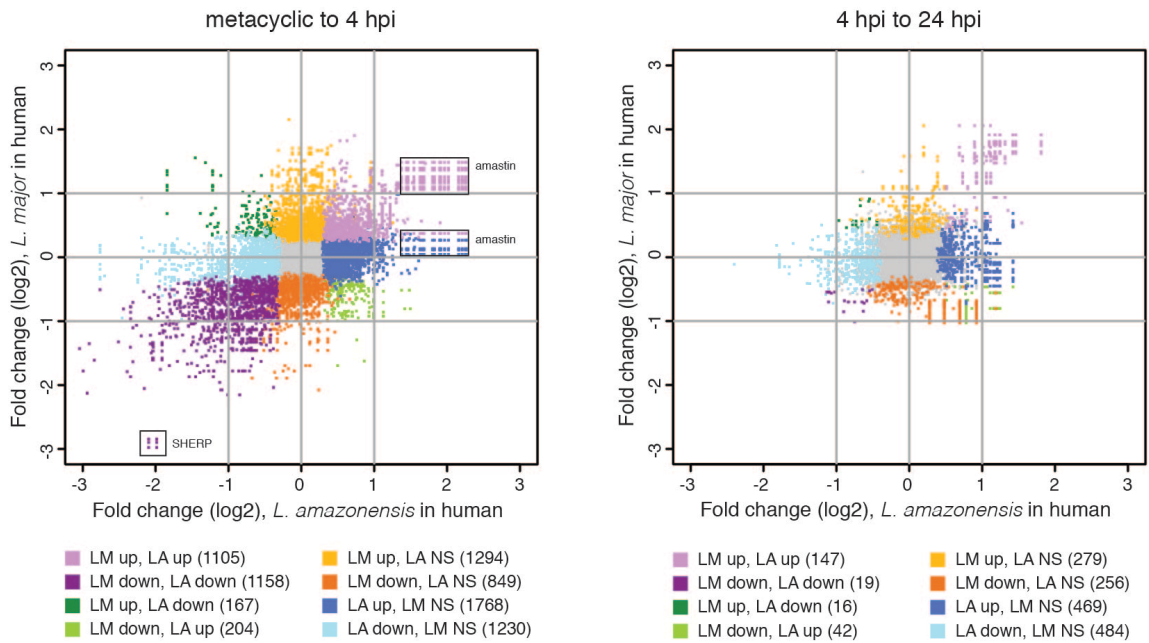 metacyclic to 4 hpi
Fold change (log2), L. major in human
3
2
1
0
-1
-2
-3
amastin
amastin
SHERP
-3 -2 -1 0 1 2 3
Fold change (log2), L. amazonensis in human
LM up, LA up (1105)
LM down, LA down (1158)
LM up, LA down (167)
LM down, LA up (204)
LM up, LA NS (1294)
LM down, LA NS (849)
LA up, LM NS (1768)
LA down, LM NS (1230)
4 hpi to 24 hpi
Fold change (log2), L. major in human
3
2
1
0
-1
-2
-3
-3 -2 -1 0 1 2 3
Fold change (log2), L. amazonensis in human
LM up, LA up (147)
LM down, LA down (19)
LM up, LA down (16)
LM down, LA up (42)
LM up, LA NS (279)
LM down, LA NS (256)
LA up, LM NS (469)
LA down, LM NS (484)